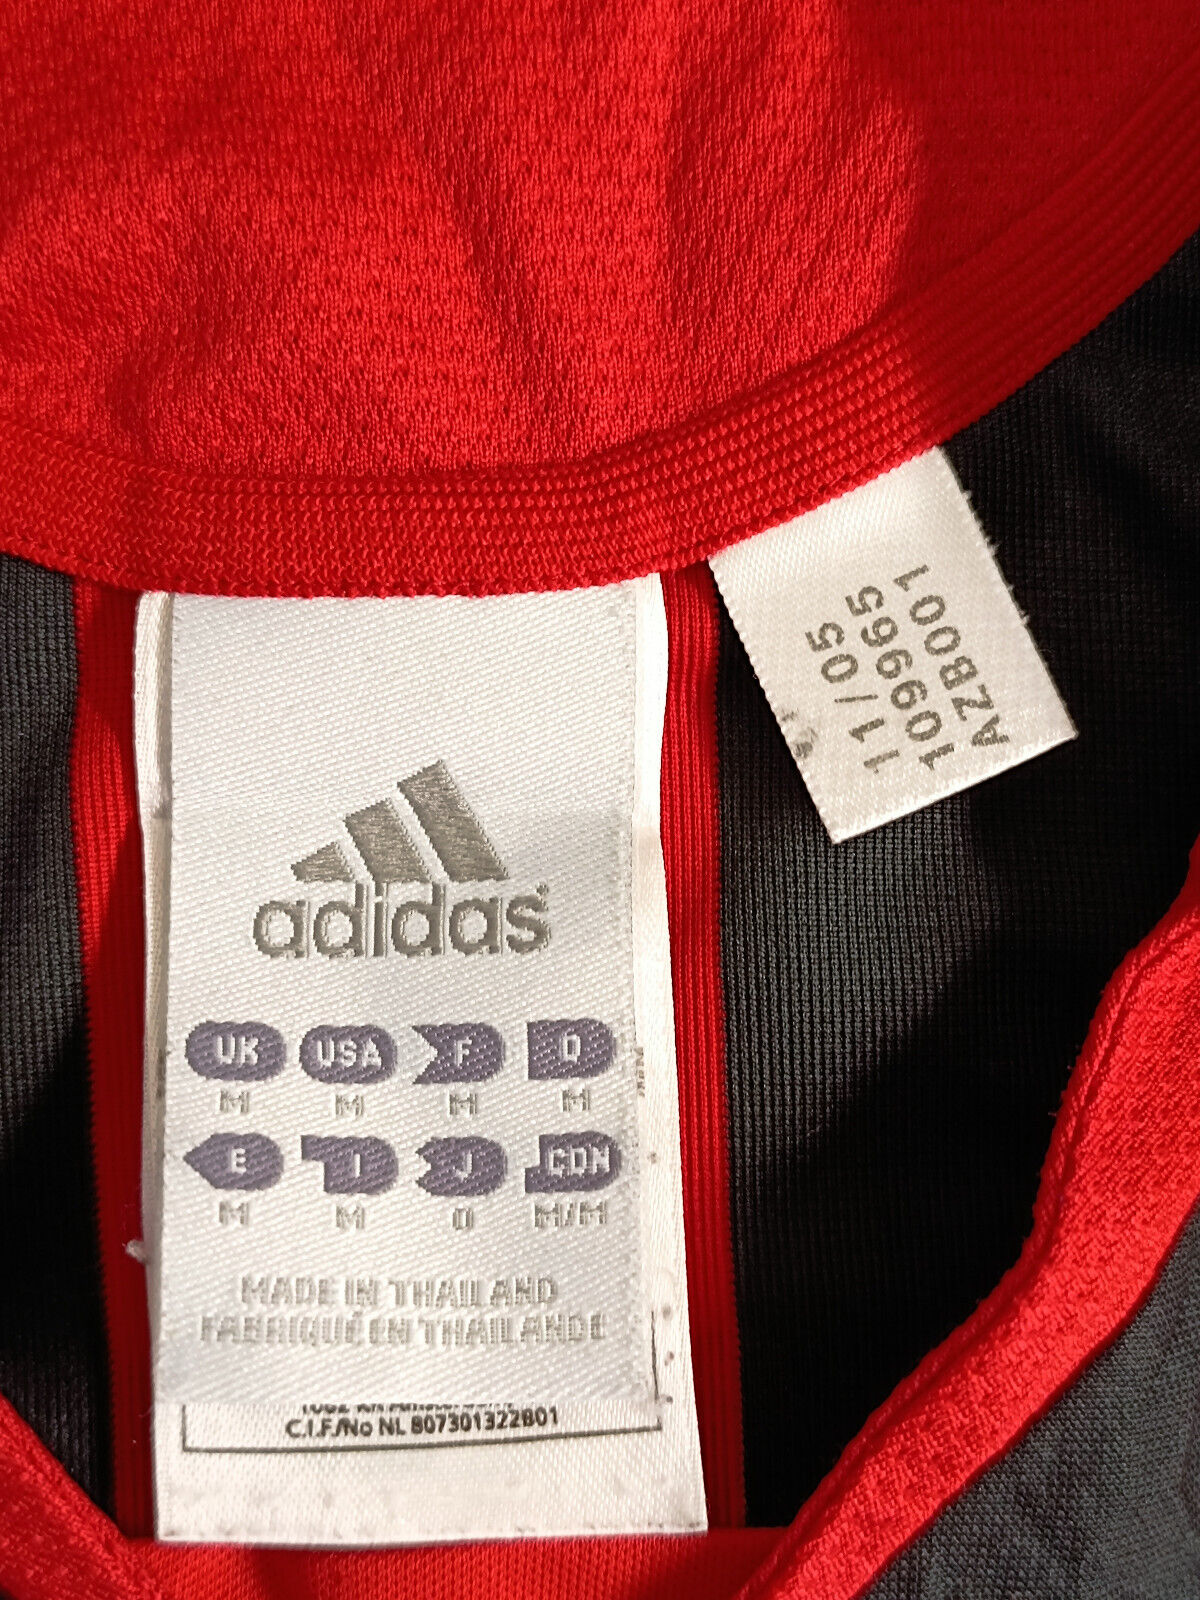 adidas
UK USA F D
M M M M
E I J CDN
M M O M/M
MADE IN THAILAND
FABRIQUÉ EN THAILANDE
C.I.F./No NL 807301322B01
11/05
109965
AZB001